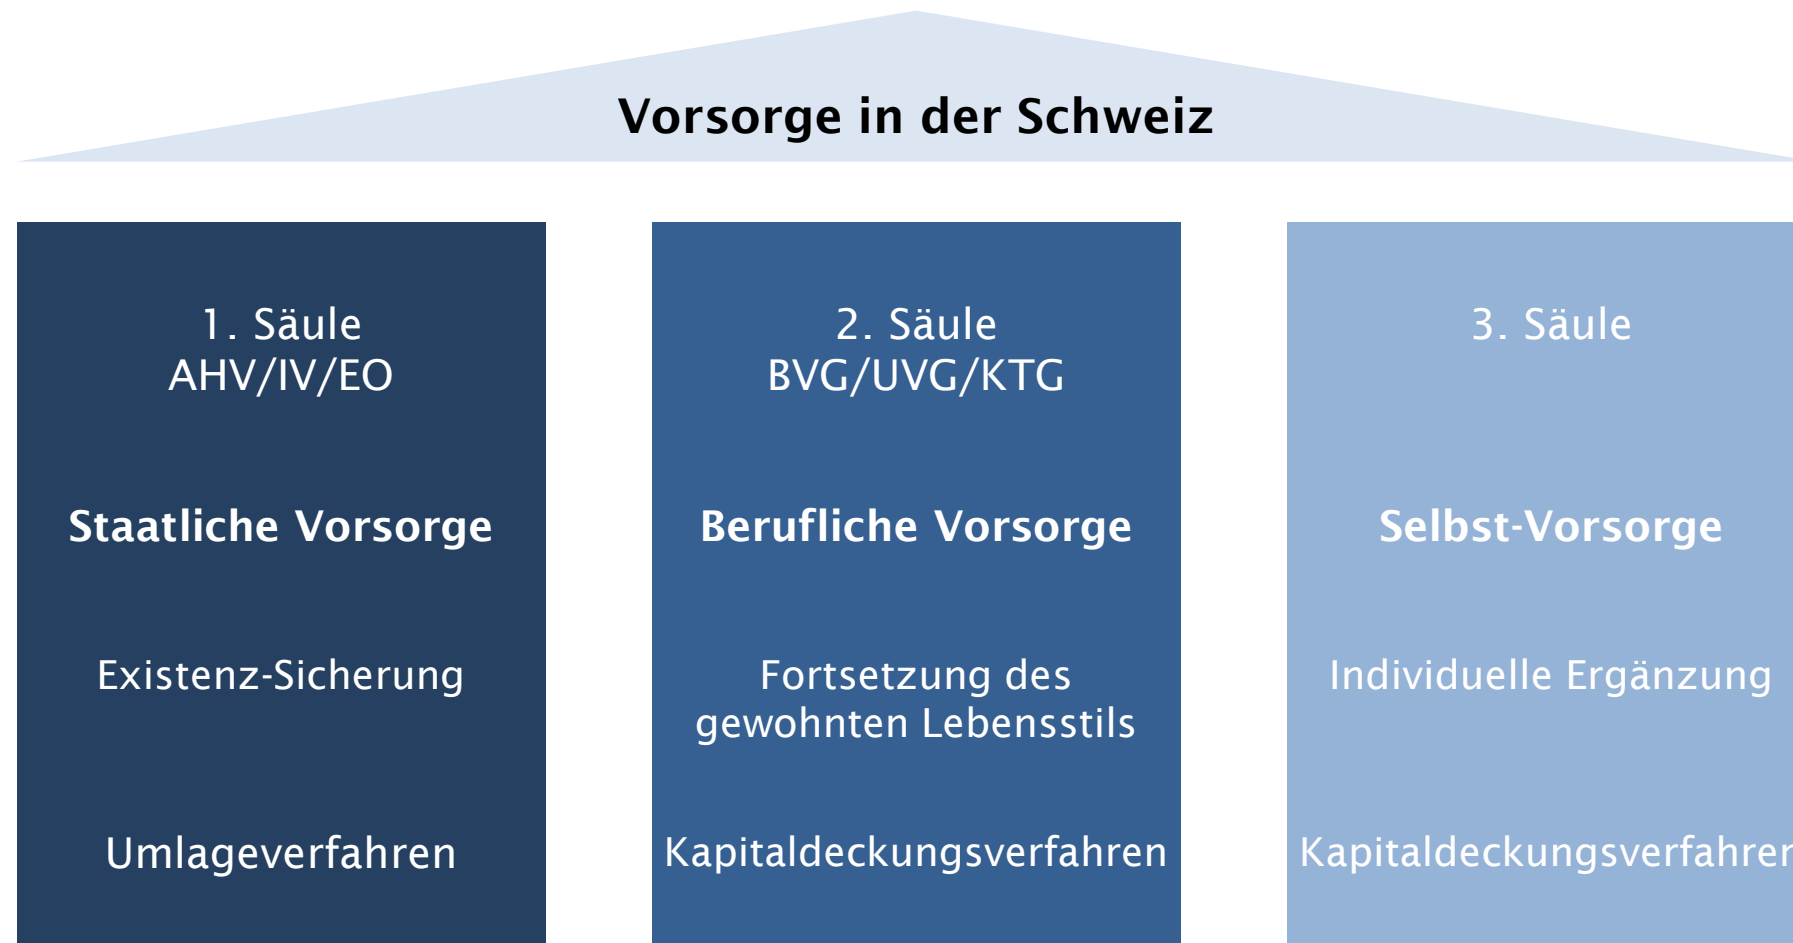 Vorsorge in der Schweiz
1. Säule
AHV/IV/EO
Staatliche Vorsorge
Existenz-Sicherung
Umlageverfahren
2. Säule
BVG/UVG/KTG
Berufliche Vorsorge
Fortsetzung des
gewohnten Lebensstils
Kapitaldeckungsverfahren
3. Säule
Selbst-Vorsorge
Individuelle Ergänzung
Kapitaldeckungsverfahren